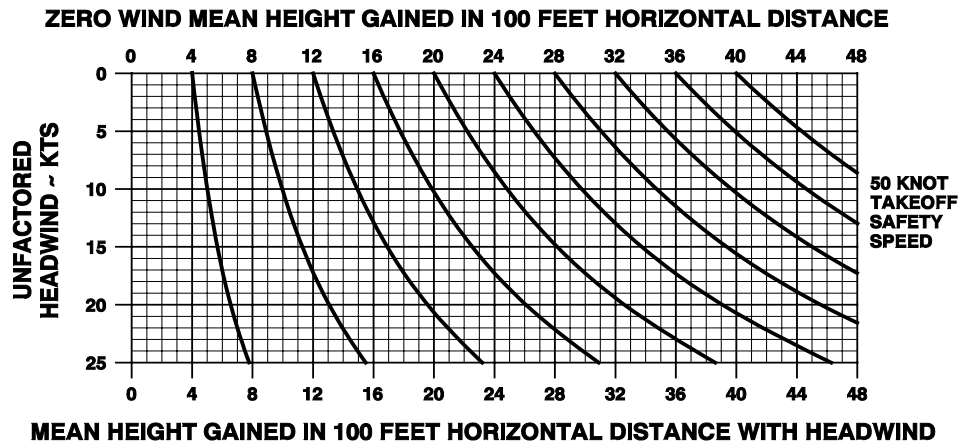 ZERO WIND MEAN HEIGHT GAINED IN 100 FEET HORIZONTAL DISTANCE
0 4 8 12 16 20 24 28 32 36 40 44 48
0
5
10
15
20
25
UNFACTORED
HEADWIND ~ KTS
50 KNOT
TAKEOFF
SAFETY
SPEED
0 4 8 12 16 20 24 28 32 36 40 44 48
MEAN HEIGHT GAINED IN 100 FEET HORIZONTAL DISTANCE WITH HEADWIND